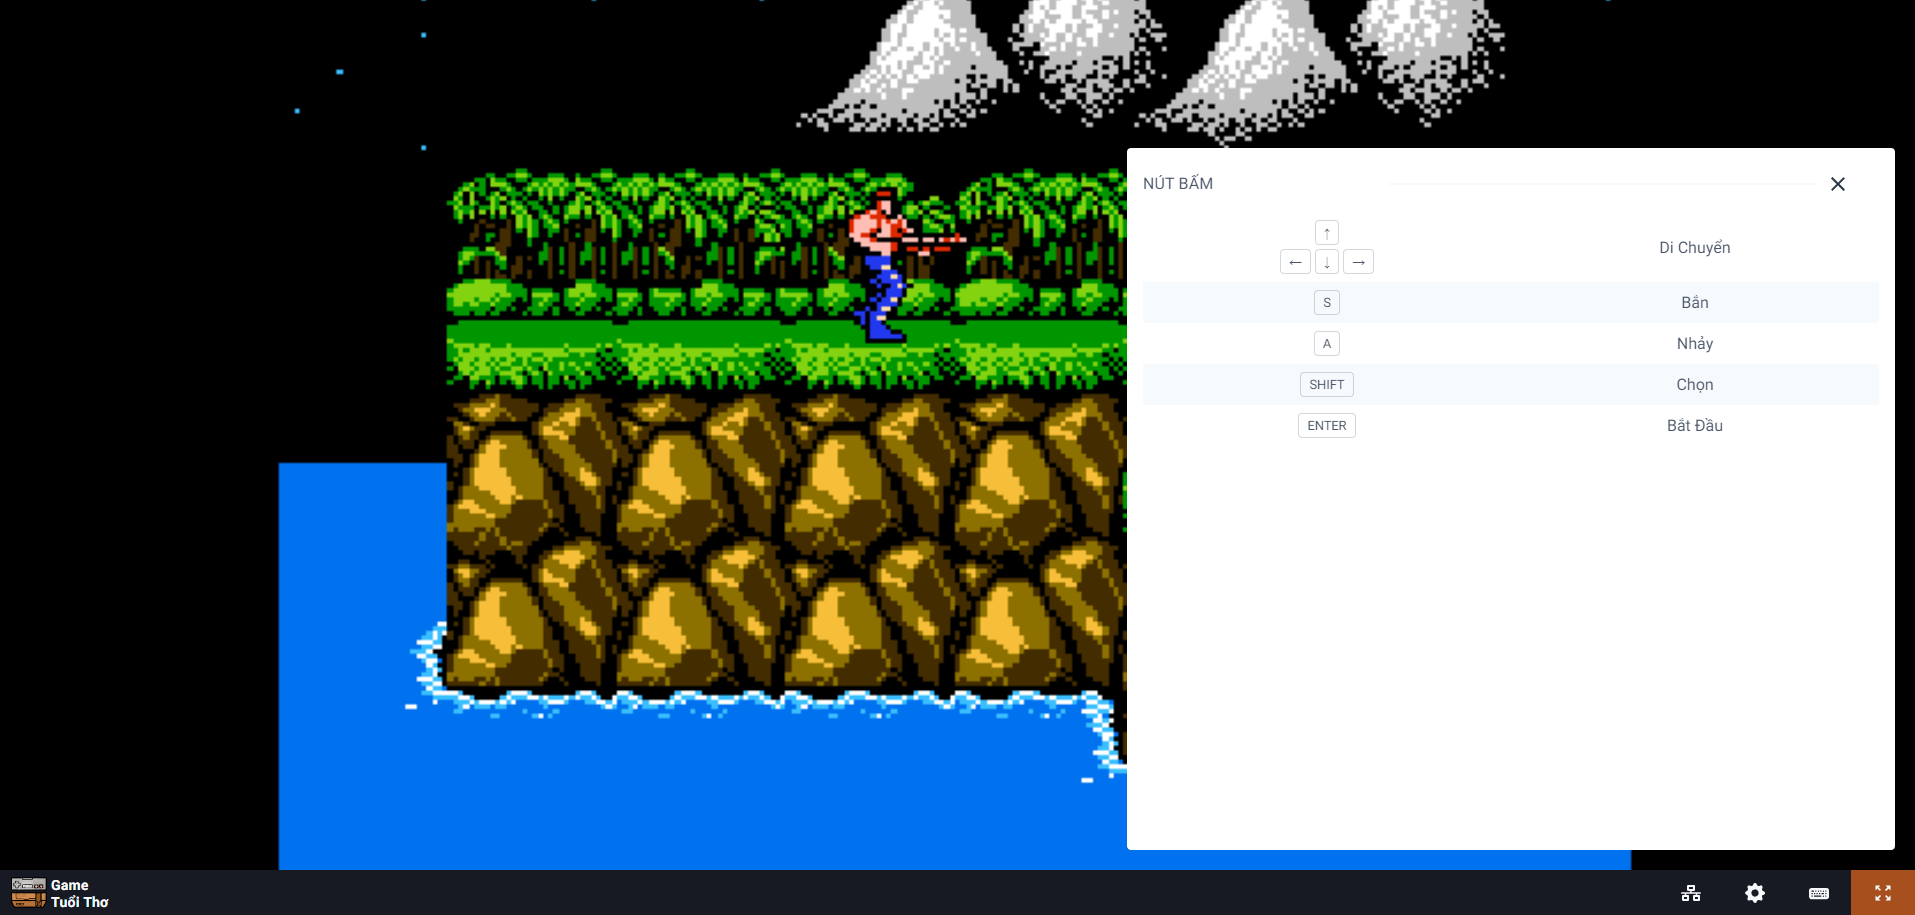 NÚT BẤM
↑
← ↓ →
Di Chuyển
S
Bắn
A
Nhảy
SHIFT
Chọn
ENTER
Bắt Đầu
Game
Tuổi Thơ